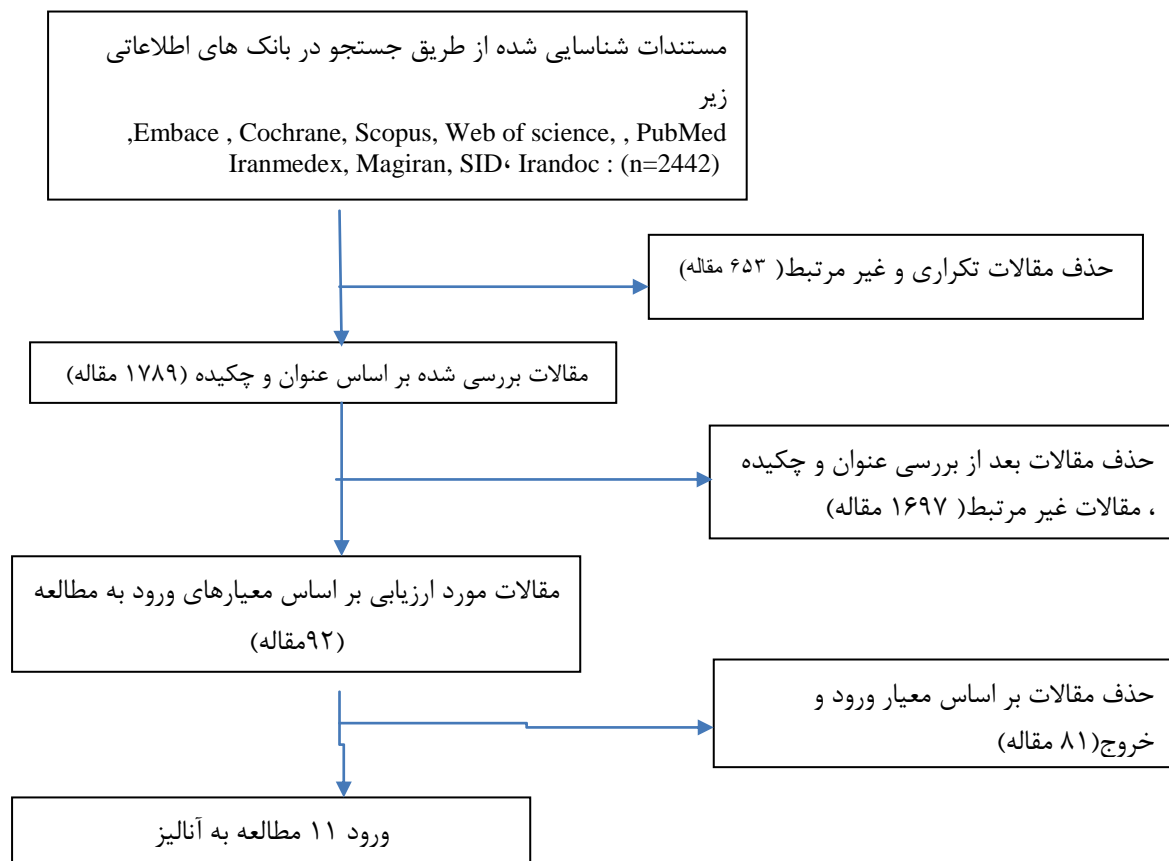 مستندات شناسایی شده از طریق جستجو در بانک های اطلاعاتی
زیر
,Embace , Cochrane, Scopus, Web of science, , PubMed
Iranmedex, Magiran, SID، Irandoc : (n=2442)
حذف مقالات تکراری و غیر مرتبط( ۶۵۳ مقاله)
مقالات بررسی شده بر اساس عنوان و چکیده (۱۷۸۹ مقاله)
حذف مقالات بعد از بررسی عنوان و چکیده
، مقالات غیر مرتبط( ۱۶۹۷ مقاله)
مقالات مورد ارزیابی بر اساس معیارهای ورود به مطالعه
(۹۲مقاله)
حذف مقالات بر اساس معیار ورود و
خروج(۸۱ مقاله)
ورود ۱۱ مطالعه به آنالیز